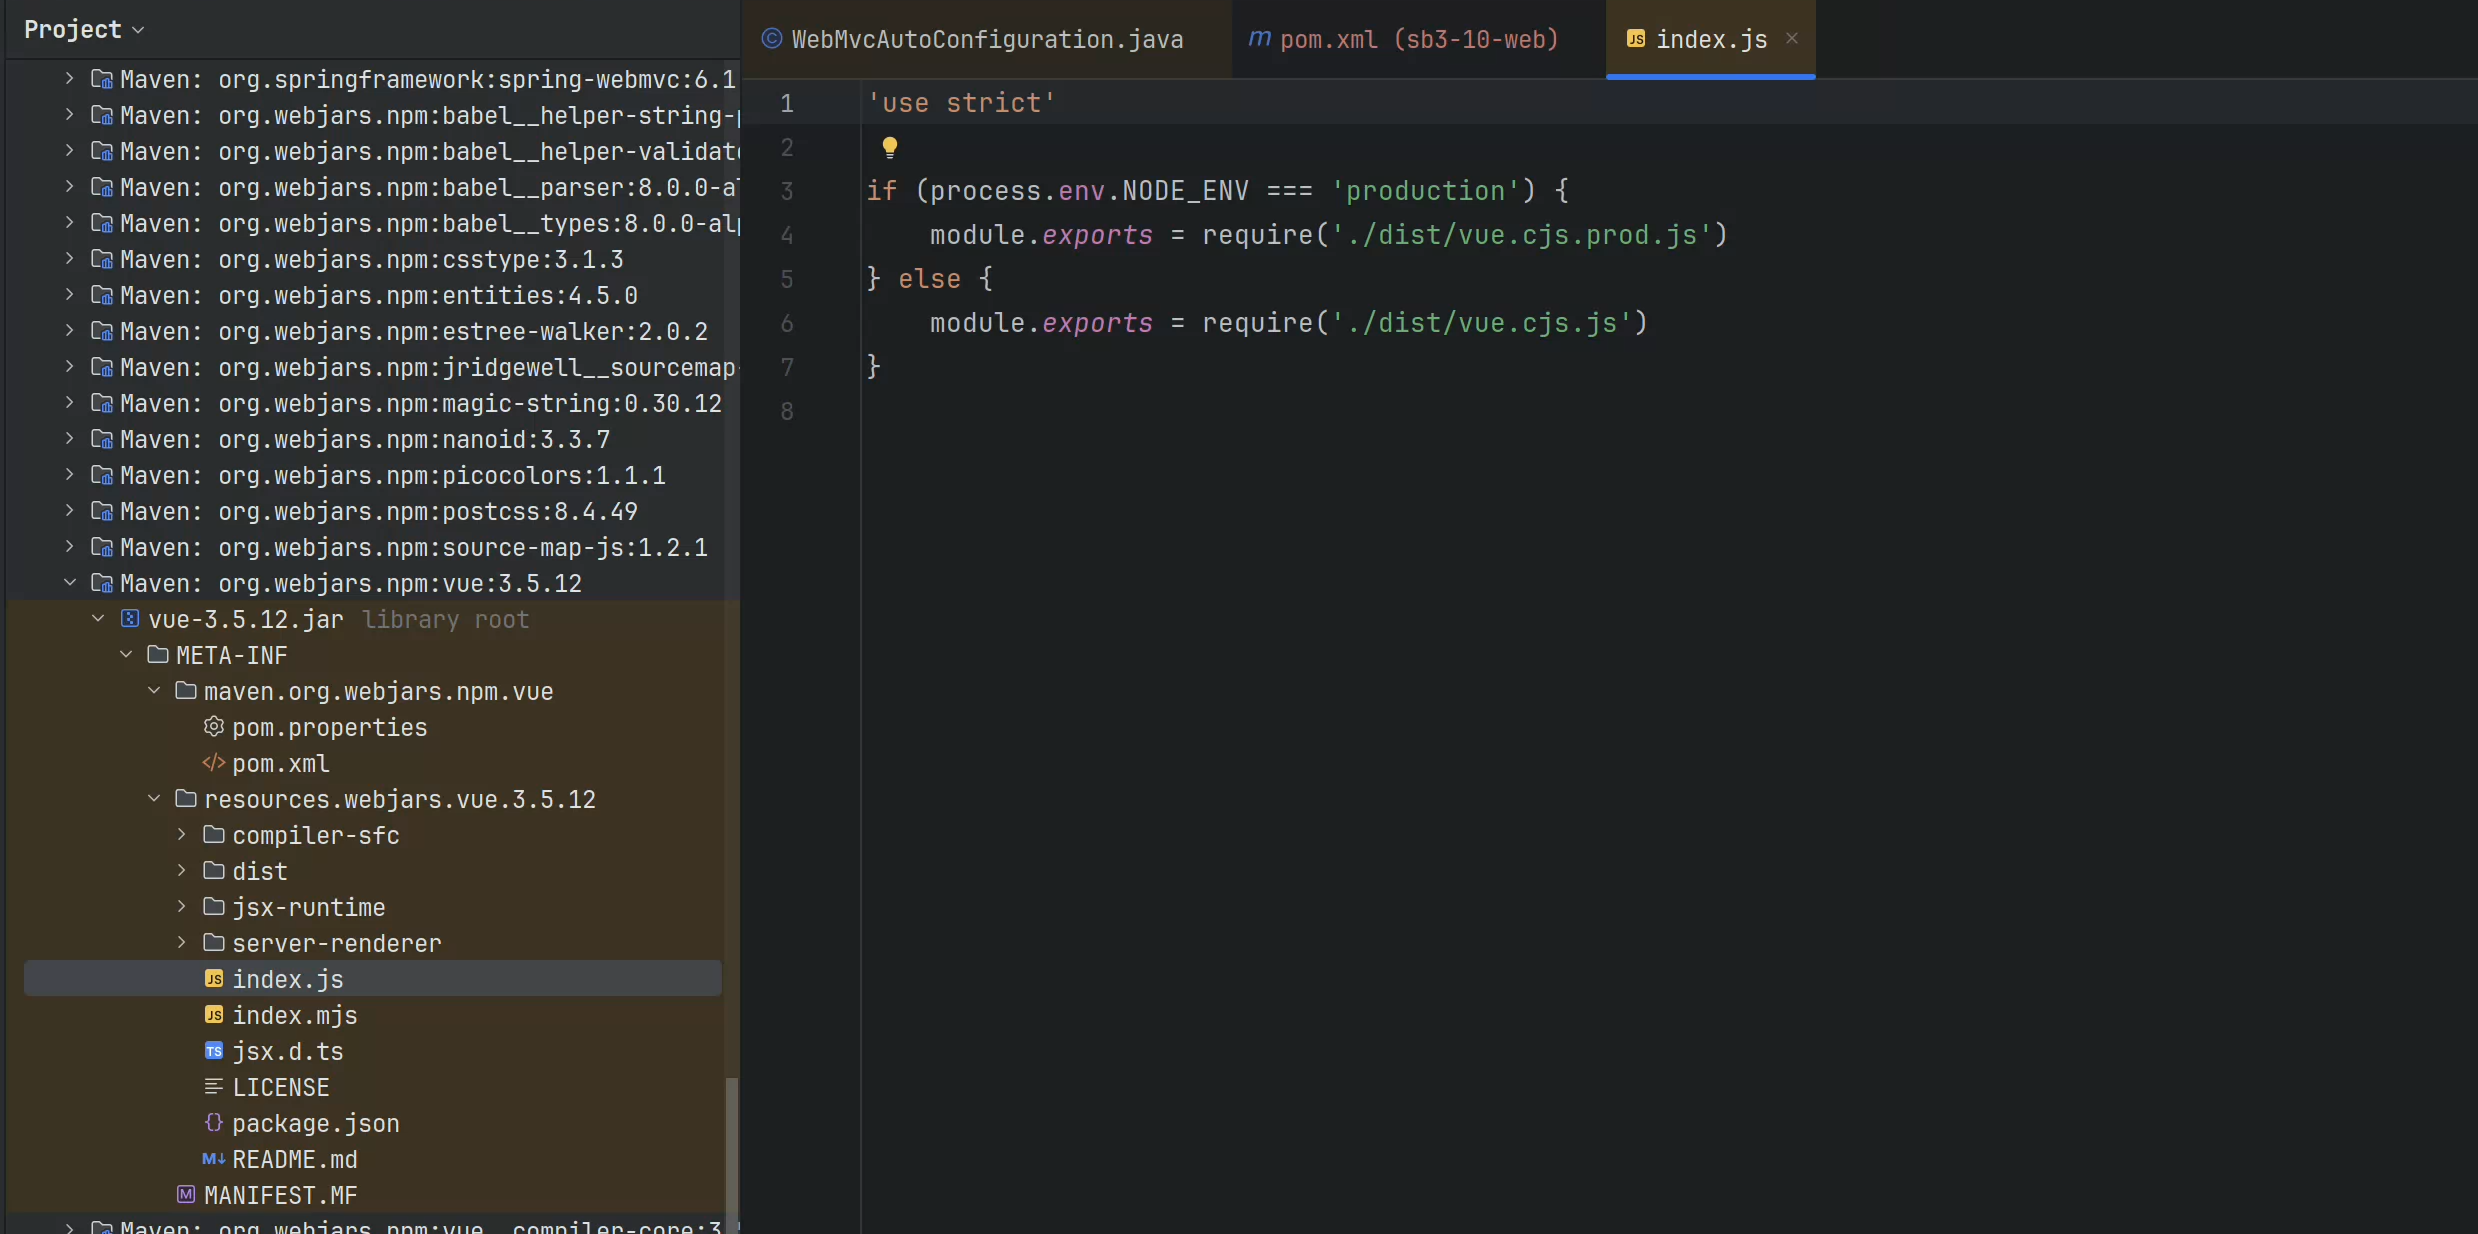 Project
Maven: org.springframework:spring-webmvc:6.1
Maven: org.webjars.npm:babel__helper-string-
Maven: org.webjars.npm:babel__helper-validat
Maven: org.webjars.npm:babel__parser:8.0.0-a
Maven: org.webjars.npm:babel__types:8.0.0-al
Maven: org.webjars.npm:csstype:3.1.3
Maven: org.webjars.npm:entities:4.5.0
Maven: org.webjars.npm:estree-walker:2.0.2
Maven: org.webjars.npm:jridgewell__sourcemap-
Maven: org.webjars.npm:magic-string:0.30.12
Maven: org.webjars.npm:nanoid:3.3.7
Maven: org.webjars.npm:picocolors:1.1.1
Maven: org.webjars.npm:postcss:8.4.49
Maven: org.webjars.npm:source-map-js:1.2.1
Maven: org.webjars.npm:vue:3.5.12
vue-3.5.12.jar library root
META-INF
maven.org.webjars.npm.vue
pom.properties
pom.xml
resources.webjars.vue.3.5.12
compiler-sfc
dist
jsx-runtime
server-renderer
index.js
index.mjs
jsx.d.ts
LICENSE
package.json
README.md
MANIFEST.MF
Maven: org.webjars.npm:vue__compiler-core:3.
WebMvcAutoConfiguration.java
pom.xml (sb3-10-web)
index.js
1 'use strict'
2
3 if (process.env.NODE_ENV === 'production') {
4 module.exports = require('./dist/vue.cjs.prod.js')
5 } else {
6 module.exports = require('./dist/vue.cjs.js')
7 }
8